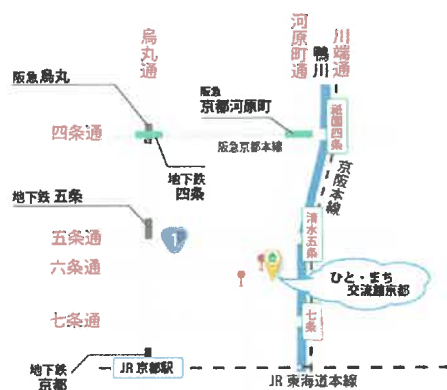 烏丸通
河原町通
鴨川
川端通
阪急 烏丸
阪急
京都河原町
四条通
阪急京都本線
祇園四条
地下鉄
四条
京阪本線
地下鉄 五条
五条通
1
清水五条
六条通
ひと・まち
交流館京都
七条通
七条
地下鉄
京都
JR 京都駅
JR 東海道本線